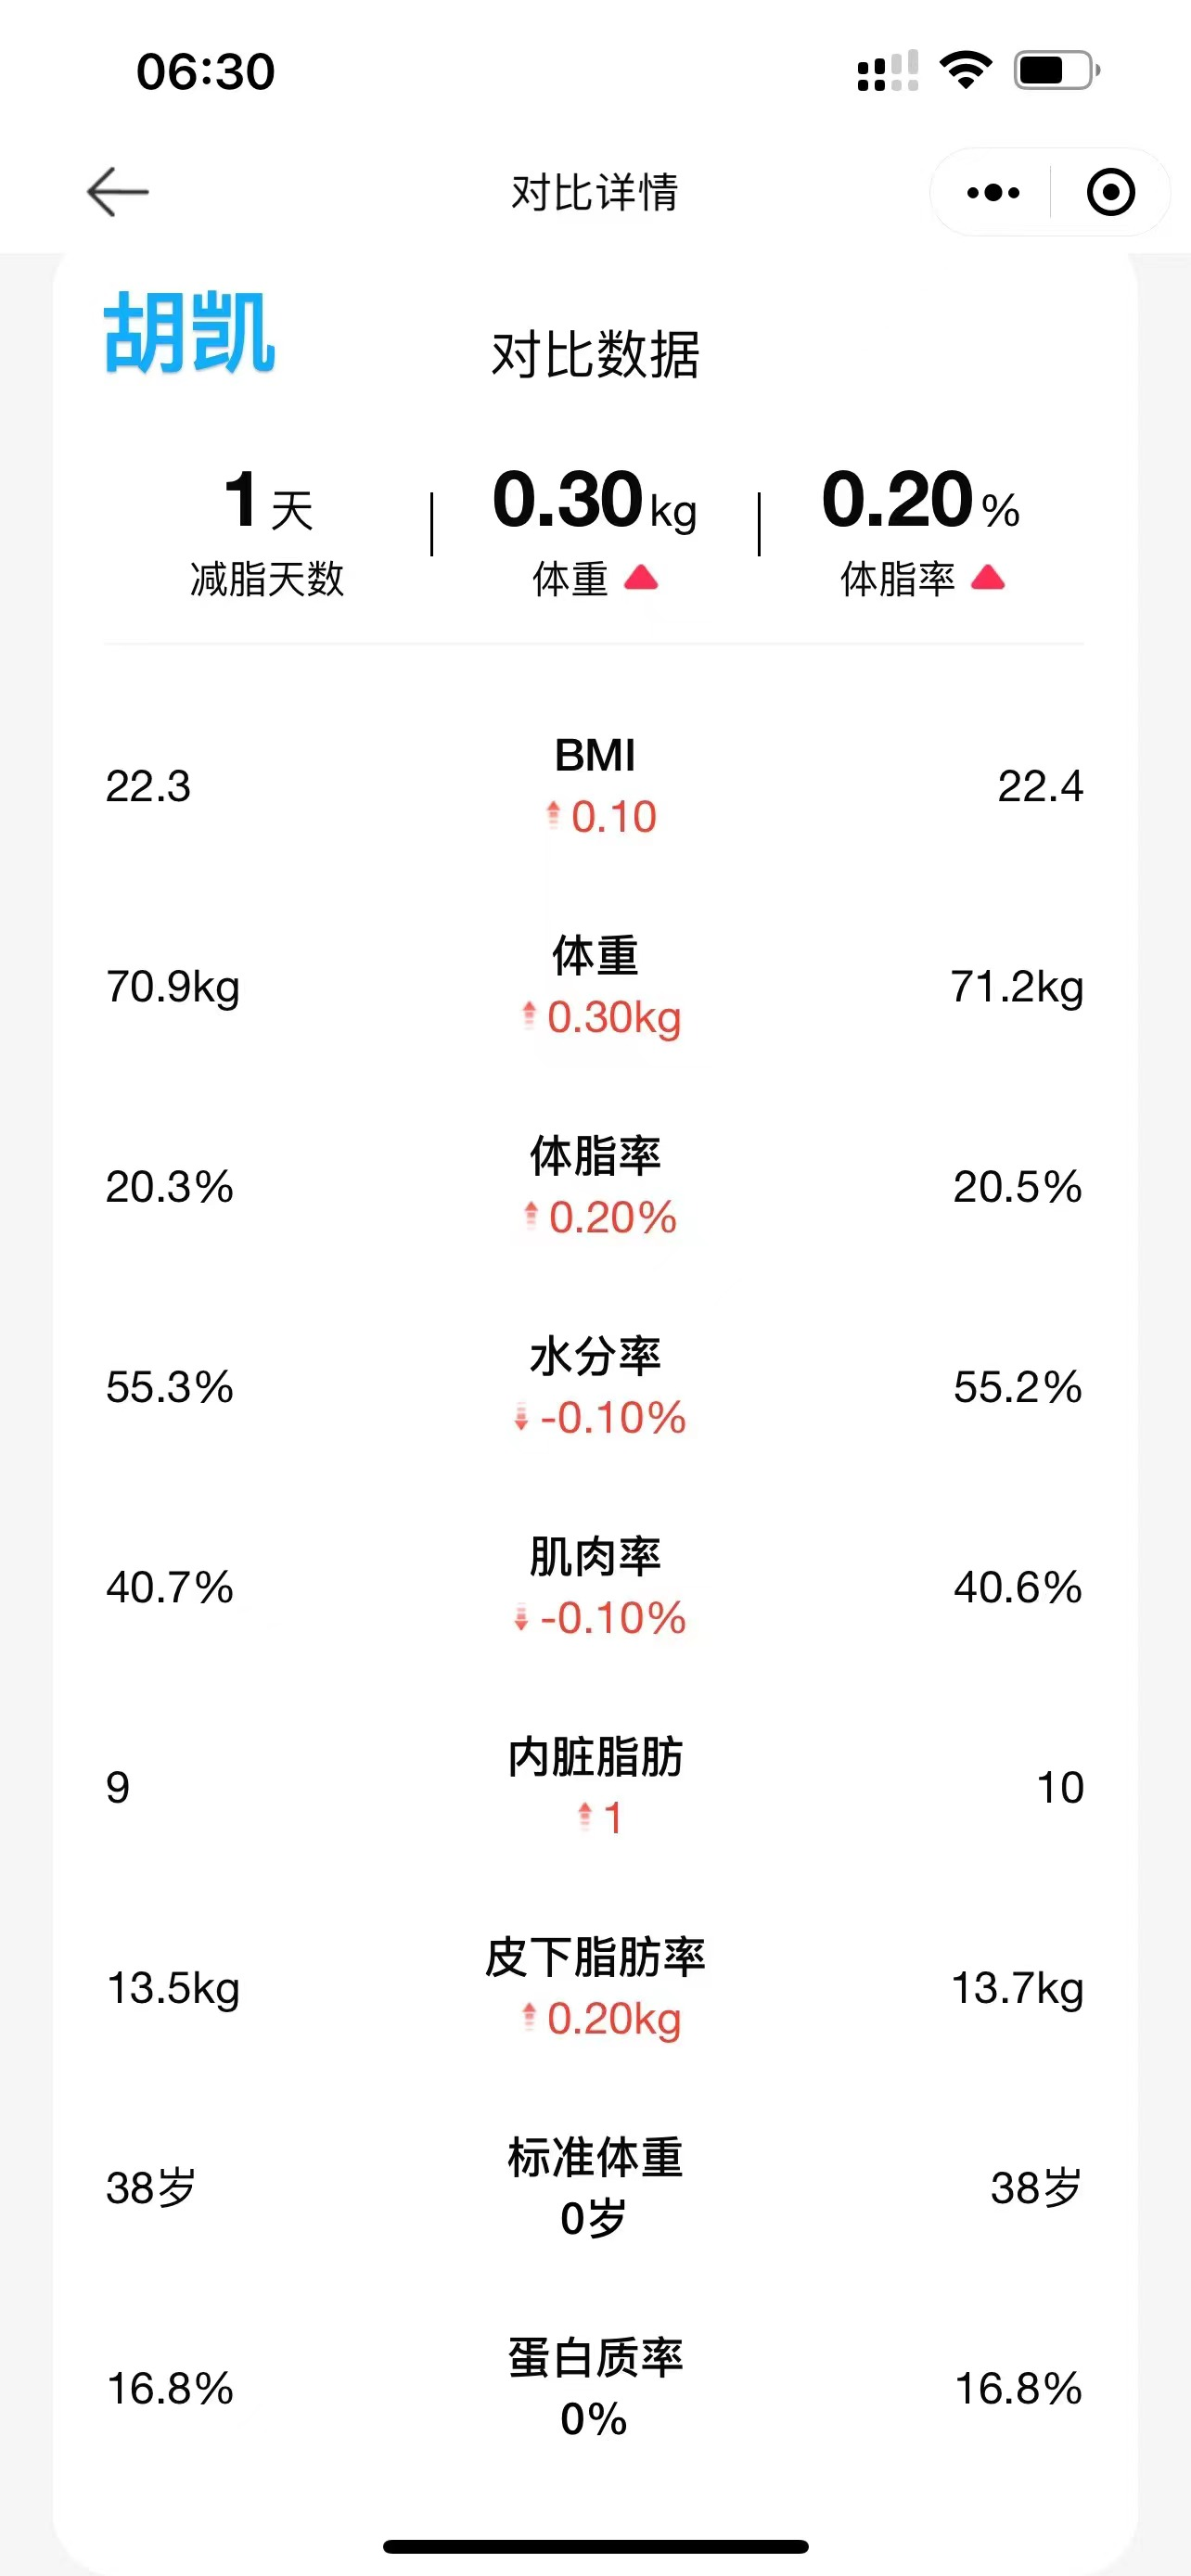 06:30
对比详情
胡凯
对比数据
1天 0.30kg 0.20%
减脂天数 体重 体脂率
BMI
22.3 22.4
0.10
体重
70.9kg 71.2kg
0.30kg
体脂率
20.3% 20.5%
0.20%
水分率
55.3% 55.2%
-0.10%
肌肉率
40.7% 40.6%
-0.10%
内脏脂肪
9 10
1
皮下脂肪率
13.5kg 13.7kg
0.20kg
标准体重
38岁 38岁
0岁
蛋白质率
16.8% 16.8%
0%